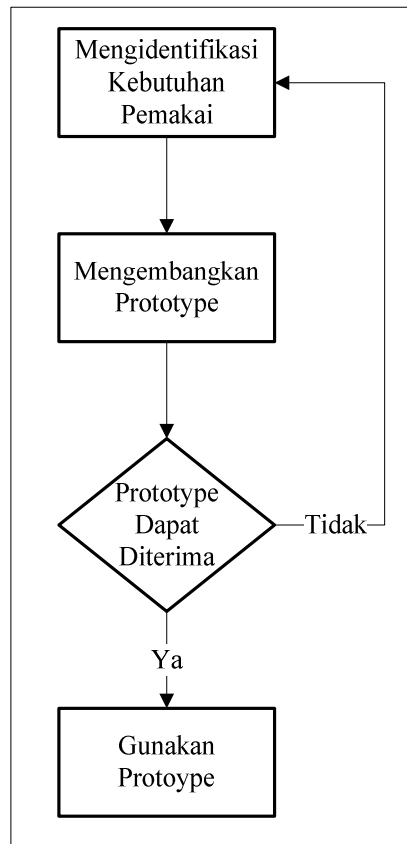 Mengidentifikasi
Kebutuhan
Pemakai
Mengembangkan
Prototype
Prototype
Dapat
Diterima
Tidak
Ya
Gunakan
Protoype